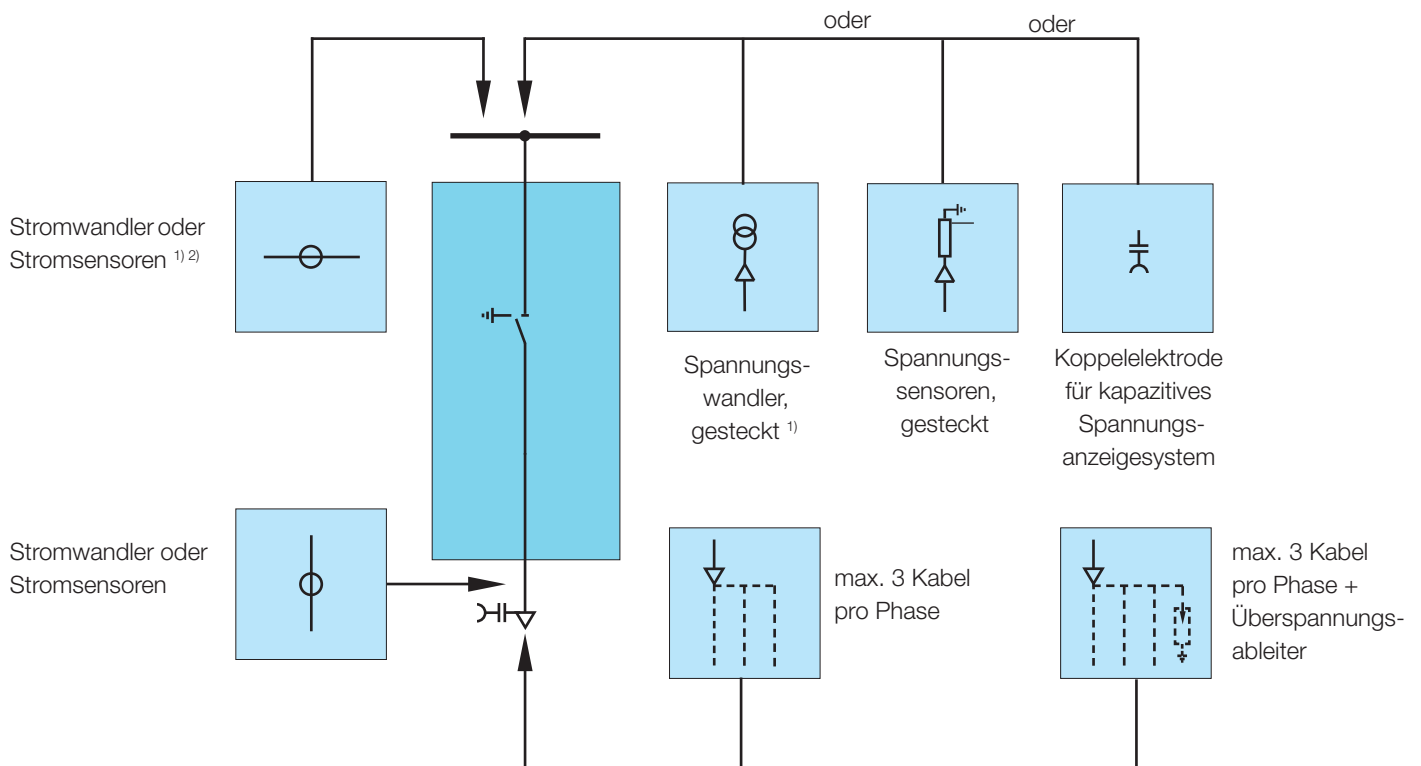 oder
oder
Stromwandler oder
Stromsensoren 1) 2)
Spannungs-
wandler,
gesteckt 1)
Spannungs-
sensoren,
gesteckt
Koppelelektrode
für kapazitives
Spannungs-
anzeigesystem
Stromwandler oder
Stromsensoren
max. 3 Kabel
pro Phase
max. 3 Kabel
pro Phase +
Überspannungs-
ableiter